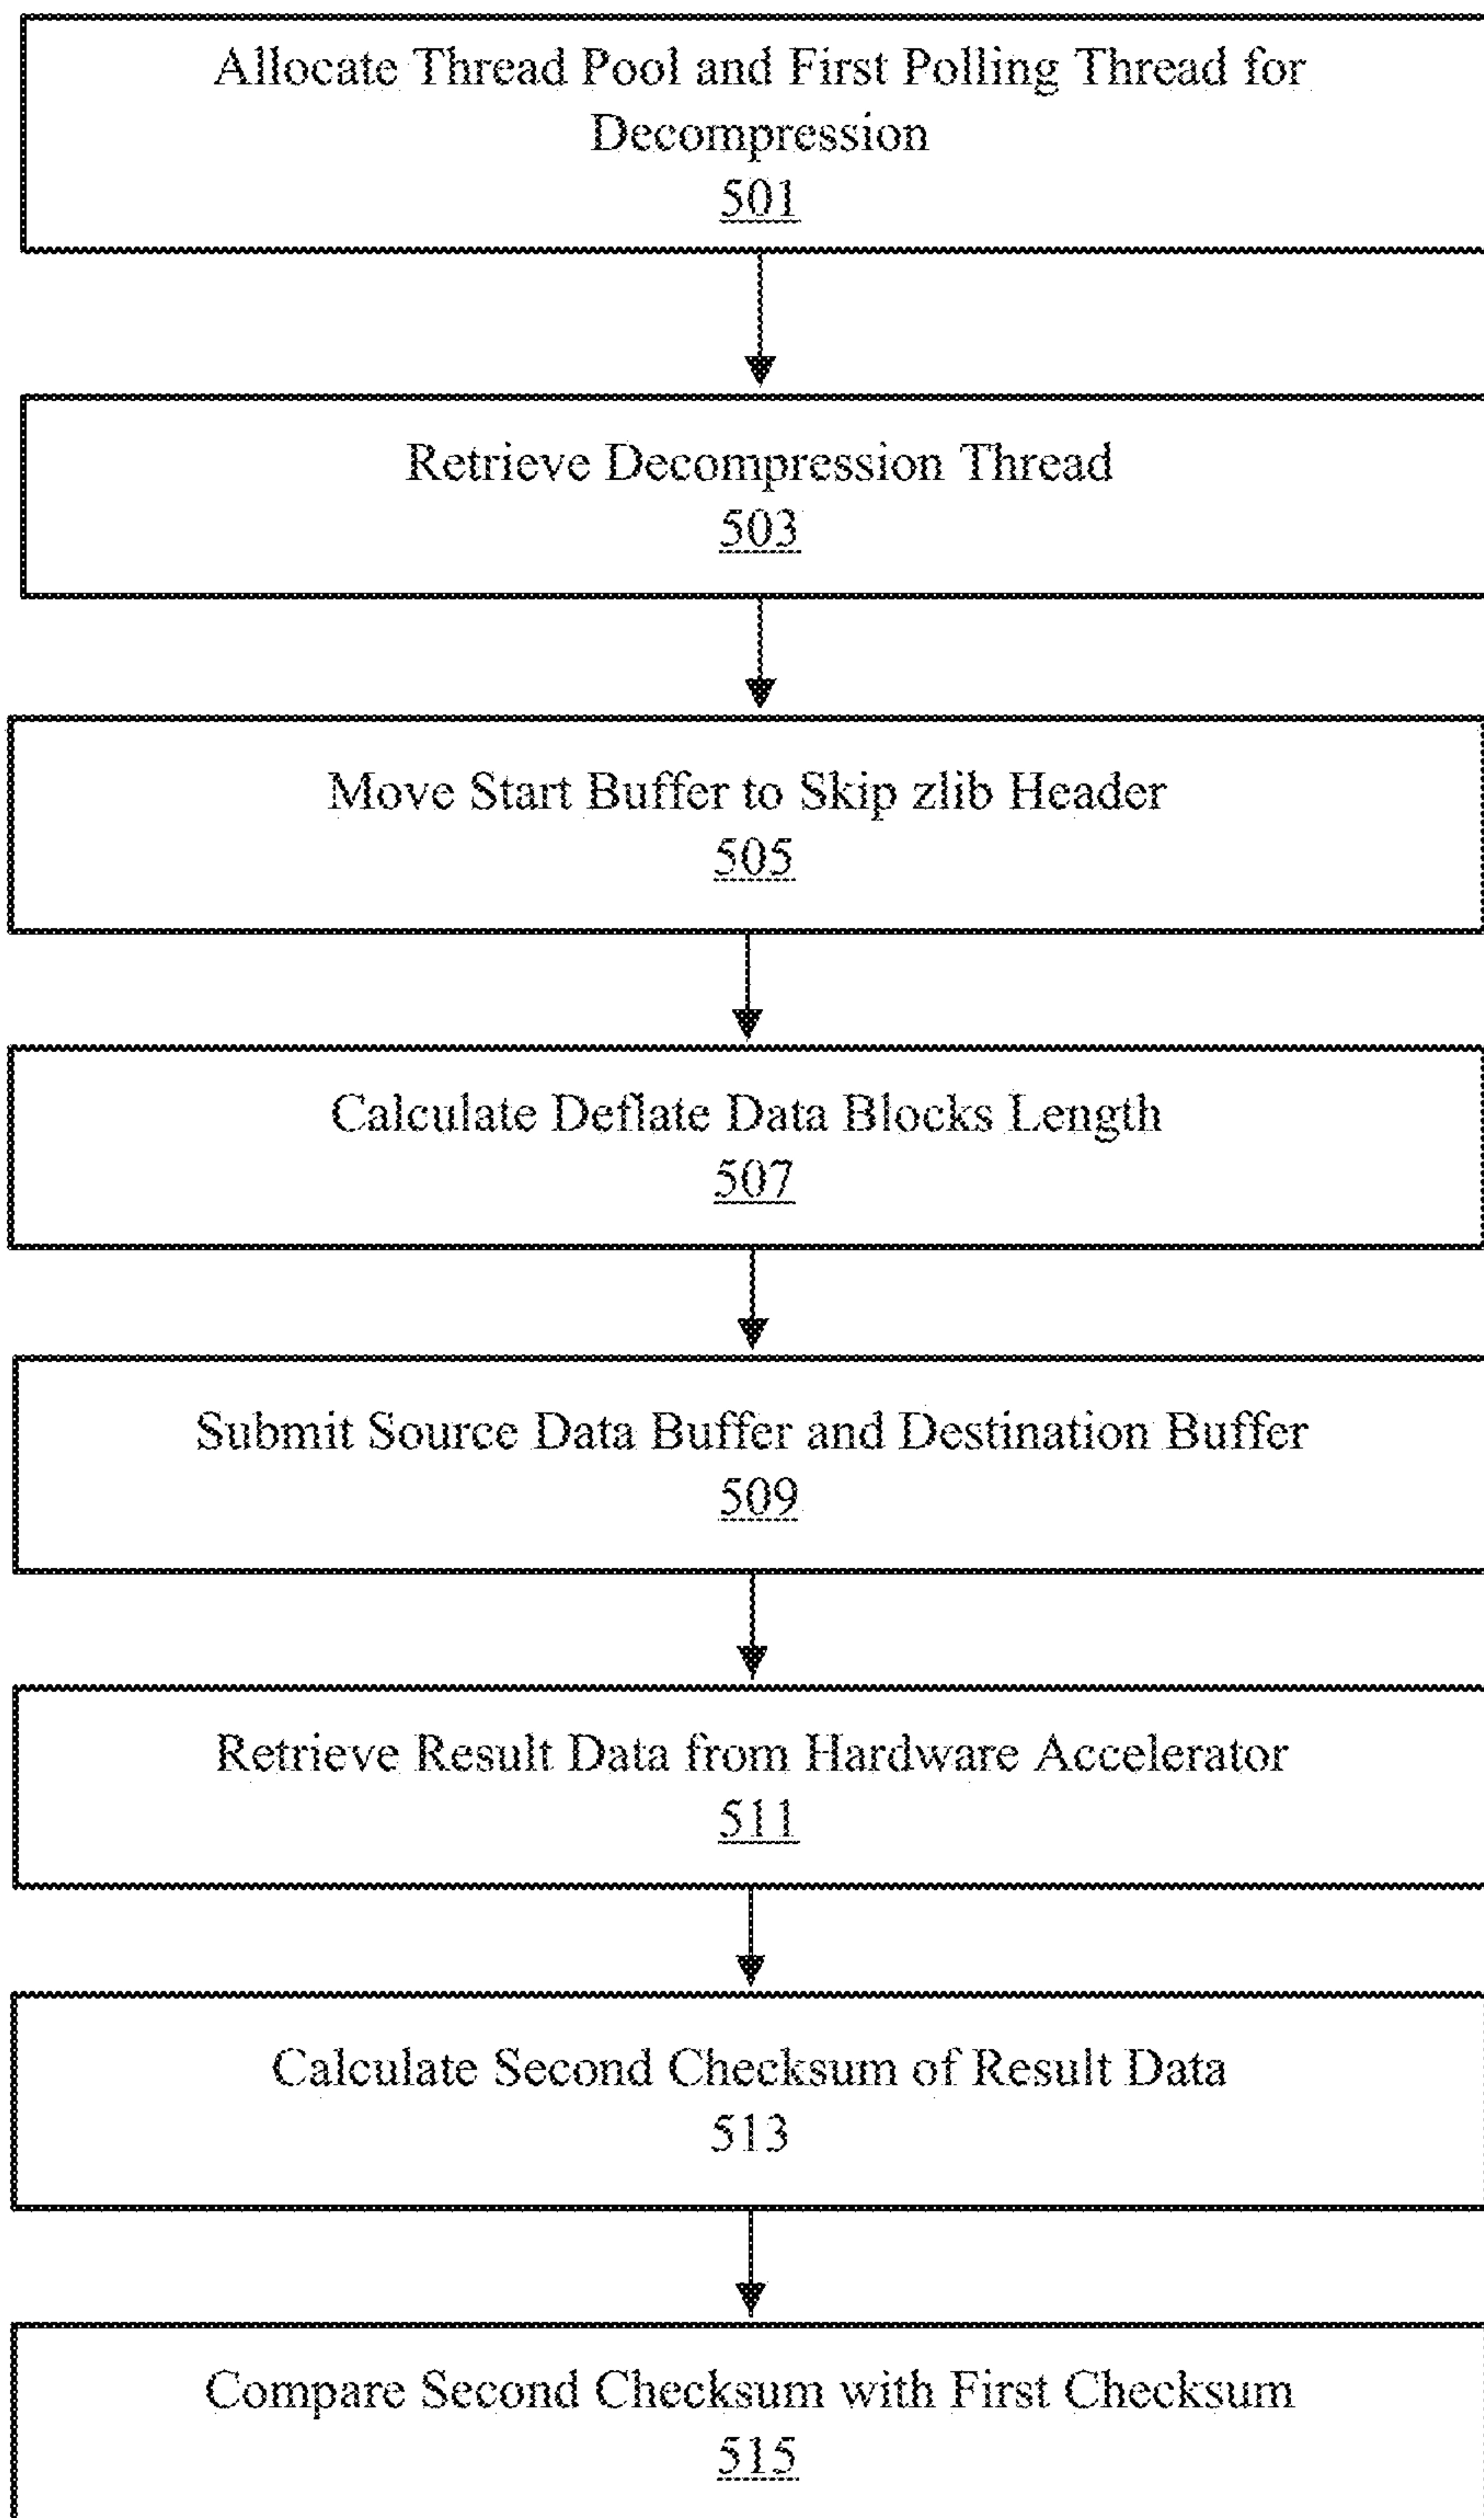 Allocate Thread Pool and First Polling Thread for
Decompression
501
Retrieve Decompression Thread
503
Move Start Buffer to Skip zlib Header
505
Calculate Deflate Data Blocks Length
507
Submit Source Data Buffer and Destination Buffer
509
Retrieve Result Data from Hardware Accelerator
511
Calculate Second Checksum of Result Data
513
Compare Second Checksum with First Checksum
515